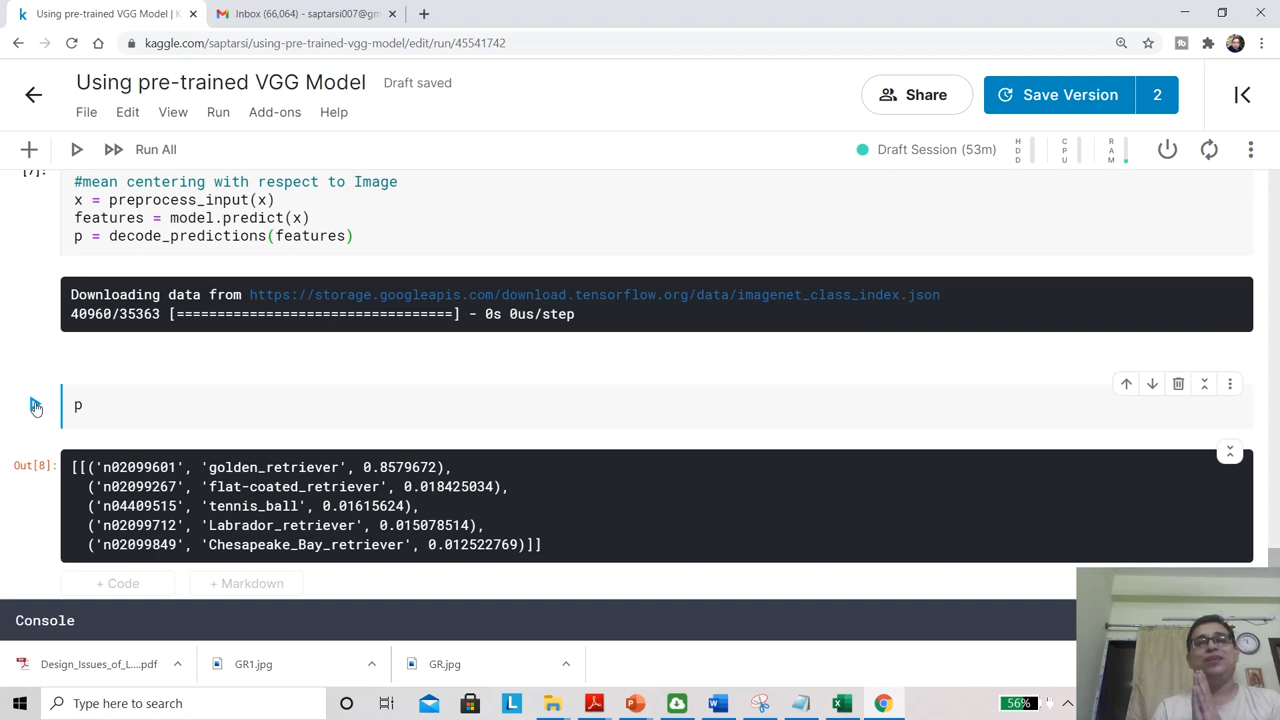 Using pre-trained VGG Model | K
Inbox (66,064) - saptarsi007@gm
kaggle.com/saptarsi/using-pre-trained-vgg-model/edit/run/45541742
Using pre-trained VGG Model
Draft saved
Share
Save Version
2
File
Edit
View
Run
Add-ons
Help
Run All
Draft Session (53m)
HDD
CPU
RAM
[7]:
#mean centering with respect to Image
x = preprocess_input(x)
features = model.predict(x)
p = decode_predictions(features)
Downloading data from https://storage.googleapis.com/download.tensorflow.org/data/imagenet_class_index.json
40960/35363 [==================================] - 0s 0us/step
p
Out[8]:
[[('n02099601', 'golden_retriever', 0.8579672),
('n02099267', 'flat-coated_retriever', 0.018425034),
('n04409515', 'tennis_ball', 0.01615624),
('n02099712', 'Labrador_retriever', 0.015078514),
('n02099849', 'Chesapeake_Bay_retriever', 0.012522769)]]
+ Code
+ Markdown
Console
Design_Issues_of_L....pdf
GR1.jpg
GR.jpg
Type here to search
56%